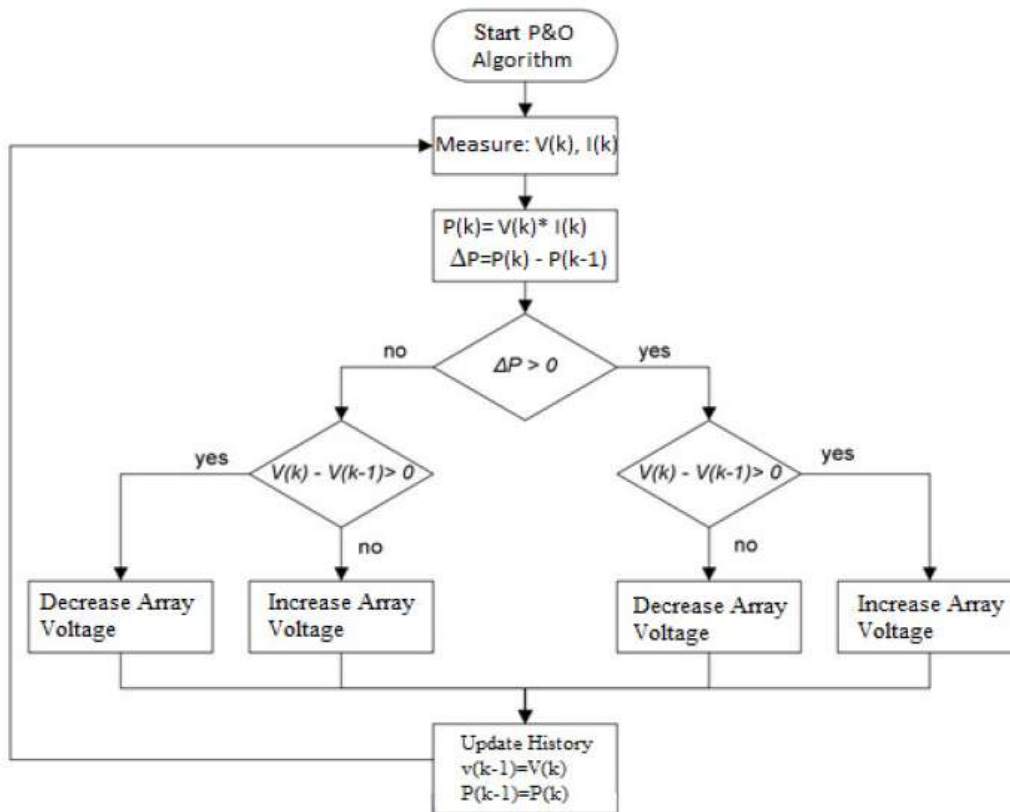 Start P&O
Algorithm
Measure: V(k), I(k)
P(k)= V(k)* I(k)
ΔP=P(k) - P(k-1)
no
ΔP > 0
yes
yes
V(k) - V(k-1)> 0
V(k) - V(k-1)> 0
yes
no
no
Decrease Array
Voltage
Increase Array
Voltage
Decrease Array
Voltage
Increase Array
Voltage
Update History
v(k-1)=V(k)
P(k-1)=P(k)